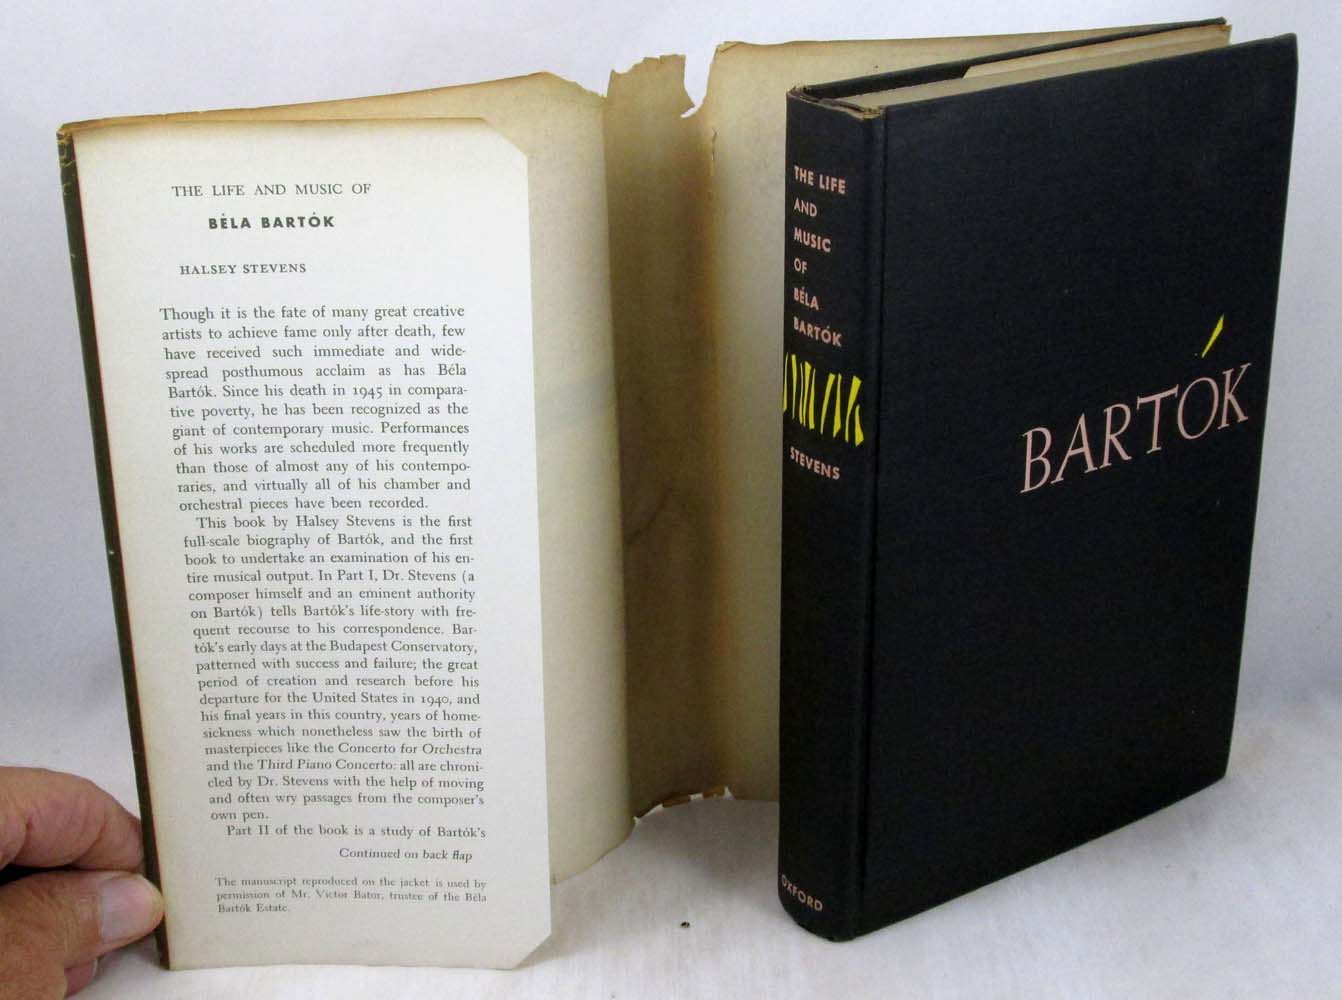 THE LIFE AND MUSIC OF
BÉLA BARTÓK
HALSEY STEVENS
Though it is the fate of many great creative
artists to achieve fame only after death, few
have received such immediate and wide-
spread posthumous acclaim as has Béla
Bartók. Since his death in 1945 in compara-
tive poverty, he has been recognized as the
giant of contemporary music. Performances
of his works are scheduled more frequently
than those of almost any of his contempo-
raries, and virtually all of his chamber and
orchestral pieces have been recorded.
This book by Halsey Stevens is the first
full-scale biography of Bartók, and the first
book to undertake an examination of his en-
tire musical output. In Part I, Dr. Stevens (a
composer himself and an eminent authority
on Bartók) tells Bartók's life-story with fre-
quent recourse to his correspondence. Bar-
tók's early days at the Budapest Conservatory,
patterned with success and failure; the great
period of creation and research before his
departure for the United States in 1940, and
his final years in this country, years of home-
sickness which nonetheless saw the birth of
masterpieces like the Concerto for Orchestra
and the Third Piano Concerto: all are chroni-
cled by Dr. Stevens with the help of moving
and often wry passages from the composer's
own pen.
Part II of the book is a study of Bartók's
Continued on back flap
The manuscript reproduced on the jacket is used by
permission of Mr. Victor Bator, trustee of the Béla
Bartók Estate.
THE LIFE
AND
MUSIC
OF
BÉLA
BARTÓK
STEVENS
OXFORD
BARTÓK